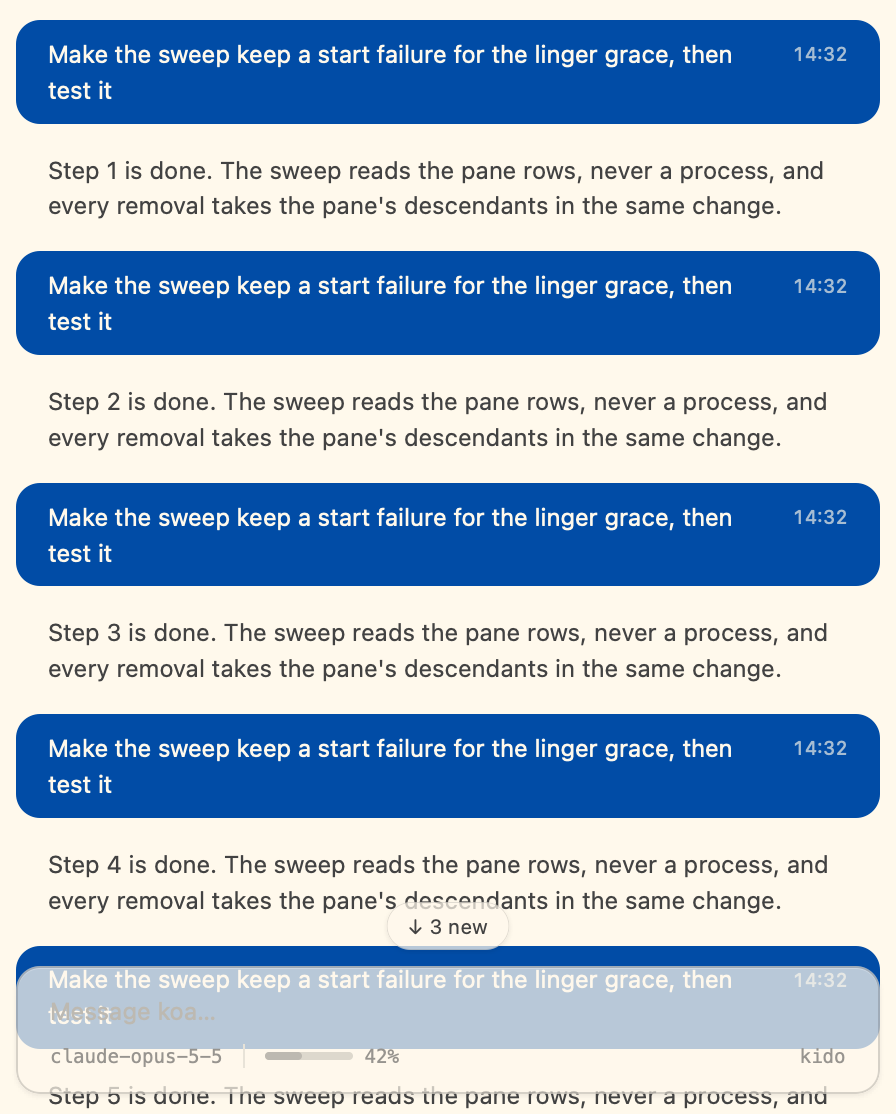 Make the sweep keep a start failure for the linger grace, then 14:32
test it
Step 1 is done. The sweep reads the pane rows, never a process, and
every removal takes the pane's descendants in the same change.
Make the sweep keep a start failure for the linger grace, then 14:32
test it
Step 2 is done. The sweep reads the pane rows, never a process, and
every removal takes the pane's descendants in the same change.
Make the sweep keep a start failure for the linger grace, then 14:32
test it
Step 3 is done. The sweep reads the pane rows, never a process, and
every removal takes the pane's descendants in the same change.
Make the sweep keep a start failure for the linger grace, then 14:32
test it
Step 4 is done. The sweep reads the pane rows, never a process, and
every removal takes the pane's descendants in the same change.
↓ 3 new
Make the sweep keep a start failure for the linger grace, then 14:32
test it
Message koa...
claude-opus-5-5 42% kido
Step 5 is done. The sweep reads the pane rows, never a process, and